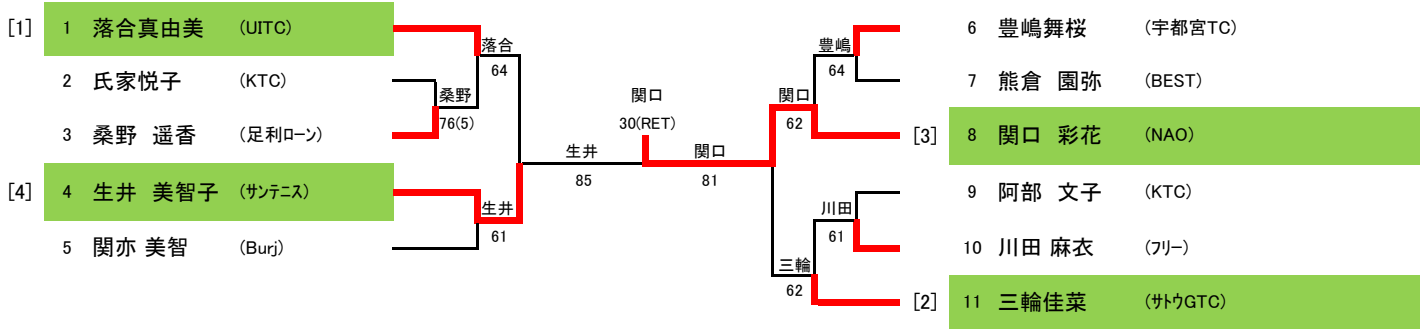 [1] 1 落合真由美 (UITC)
落合
64
2 氏家悦子 (KTC)
桑野
76(5)
3 桑野 遥香 (足利ローン)
[4] 4 生井 美智子 (サンテニス)
生井
61
5 関亦 美智 (Burj)
生井
85
関口
30(RET)
関口
81
豊嶋
64
6 豊嶋舞桜 (宇都宮TC)
7 熊倉 園弥 (BEST)
関口
62
[3] 8 関口 彩花 (NAO)
9 阿部 文子 (KTC)
川田
61
10 川田 麻衣 (フリー)
三輪
62
[2] 11 三輪佳菜 (サトウGTC)